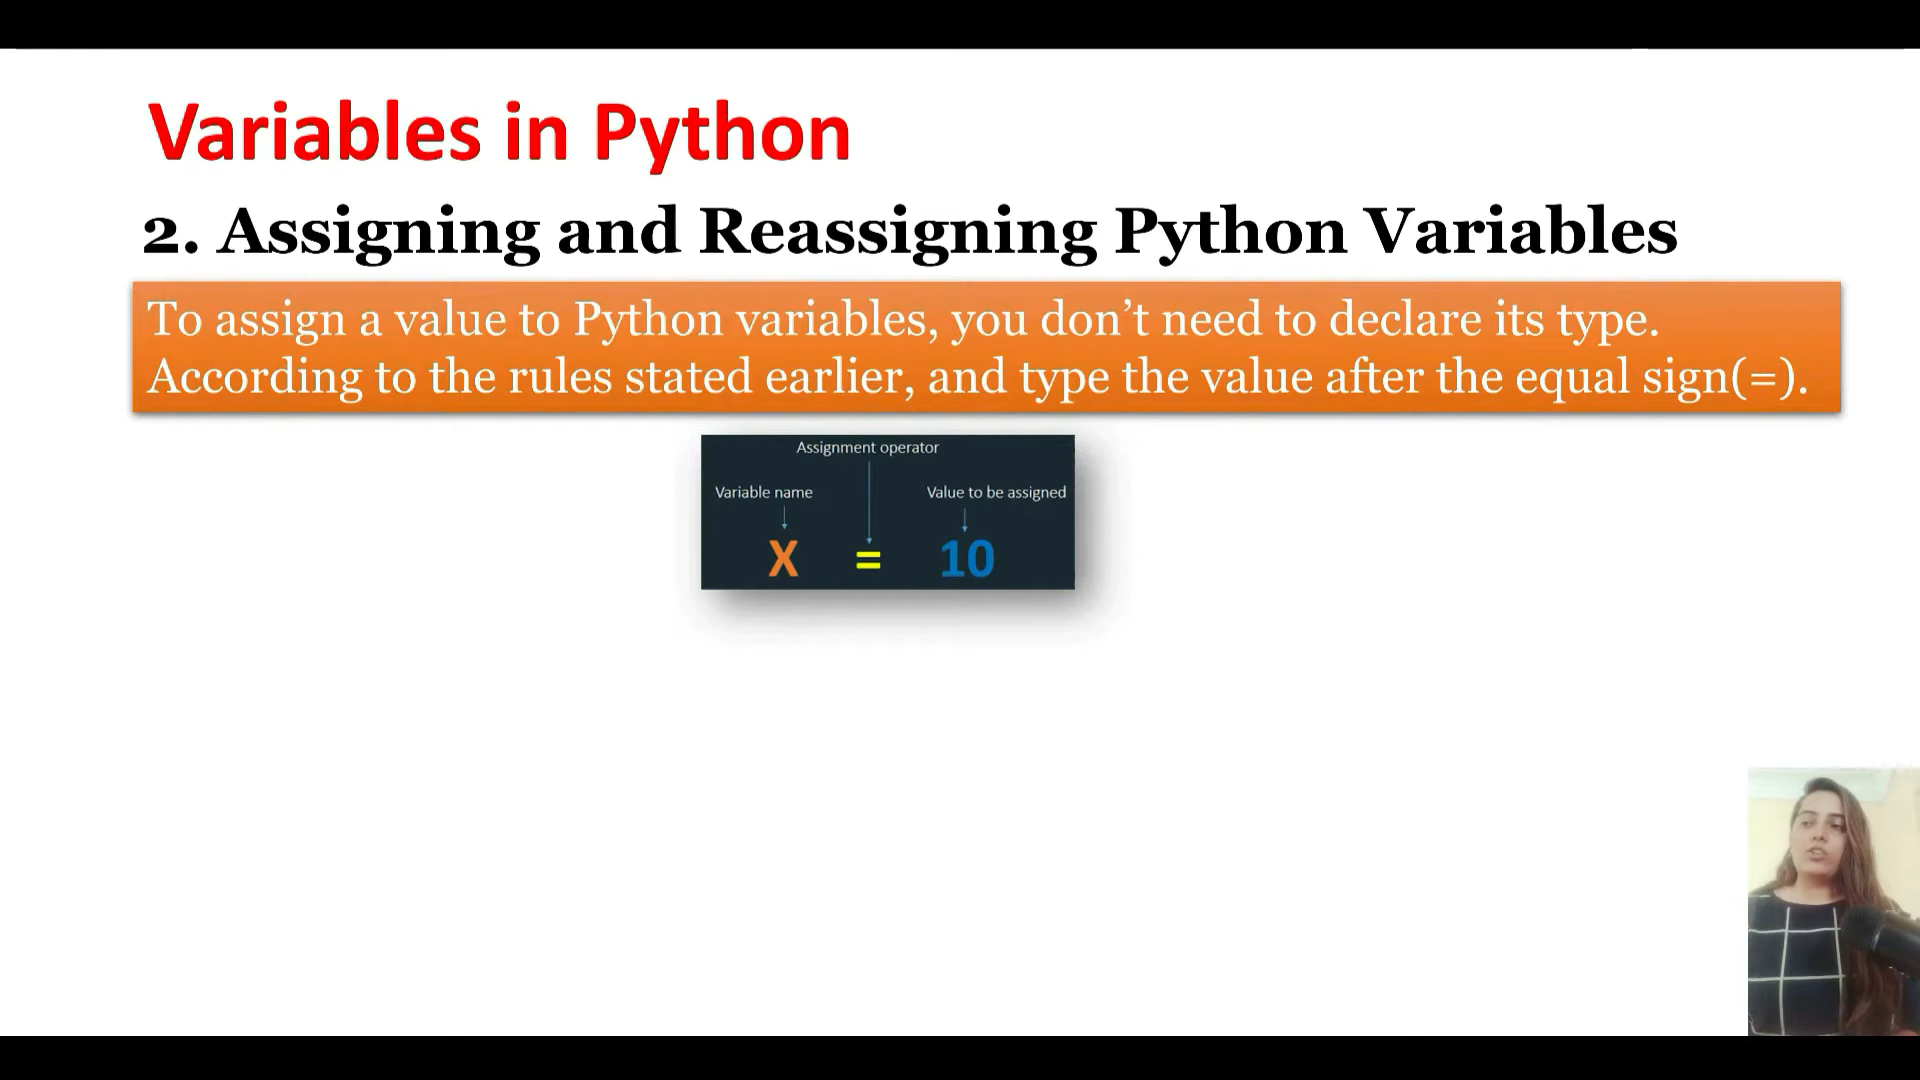 Variables in Python
2. Assigning and Reassigning Python Variables
To assign a value to Python variables, you don’t need to declare its type.
According to the rules stated earlier, and type the value after the equal sign(=).
Assignment operator
Variable name
Value to be assigned
X = 10